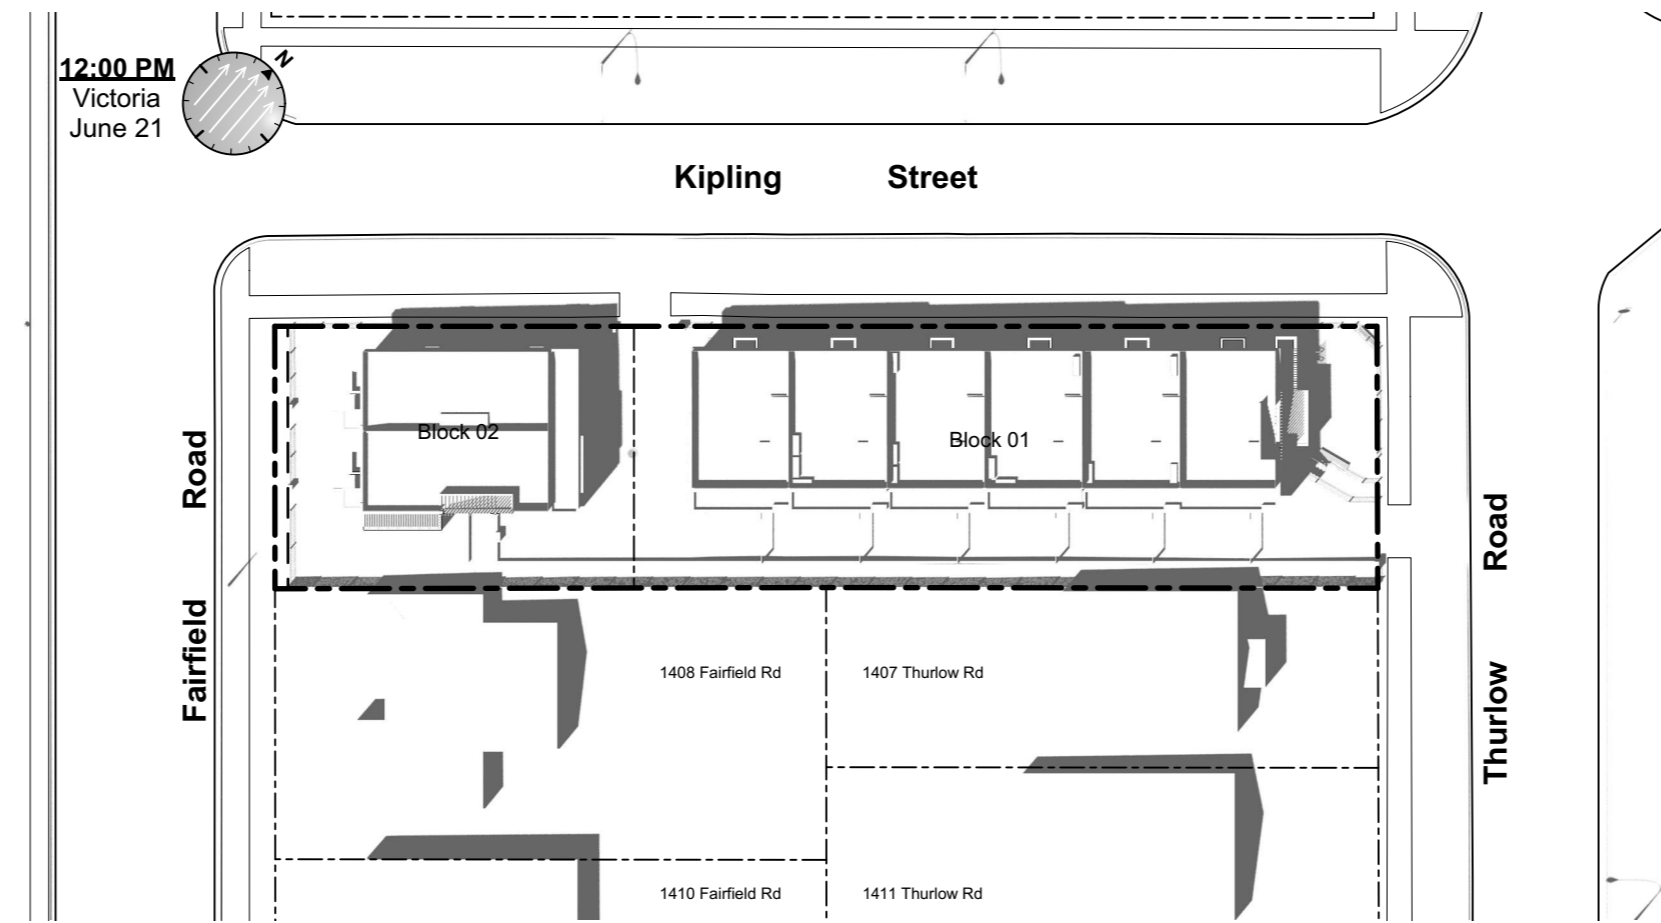 N
12:00 PM
Victoria
June 21
Kipling Street
Block 02
Block 01
Fairfield Road
Thurlow Road
1408 Fairfield Rd
1407 Thurlow Rd
1410 Fairfield Rd
1411 Thurlow Rd